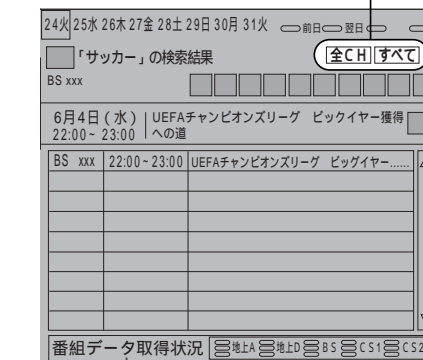 24火 25水 26木 27金 28土 29日 30月 31火 前日 翌日
「サッカー」の検索結果 全CH すべて
BS xxx
6月4日(水) UEFAチャンピオンズリーグ ビックイヤー獲得
22:00~ 23:00 への道
BS xxx 22:00~23:00 UEFAチャンピオンズリーグ ビッグイヤー......
番組データ取得状況 地上A 地上D BS CS1 CS2